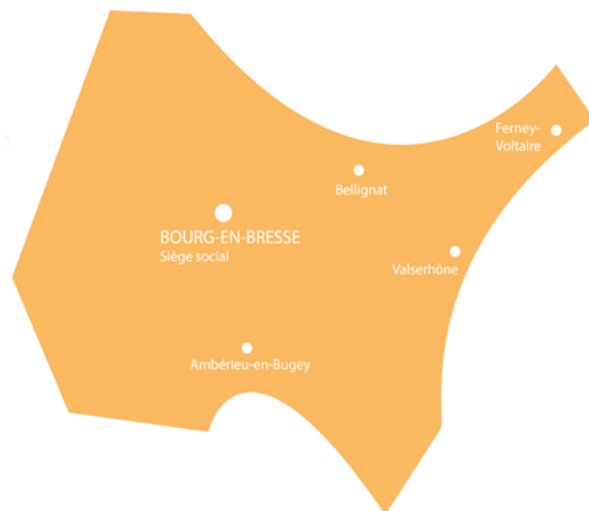 Ferney-
Voltaire
Bellignat
BOURG-EN-BRESSE
Siège social
Valserhône
Ambérieu-en-Bugey